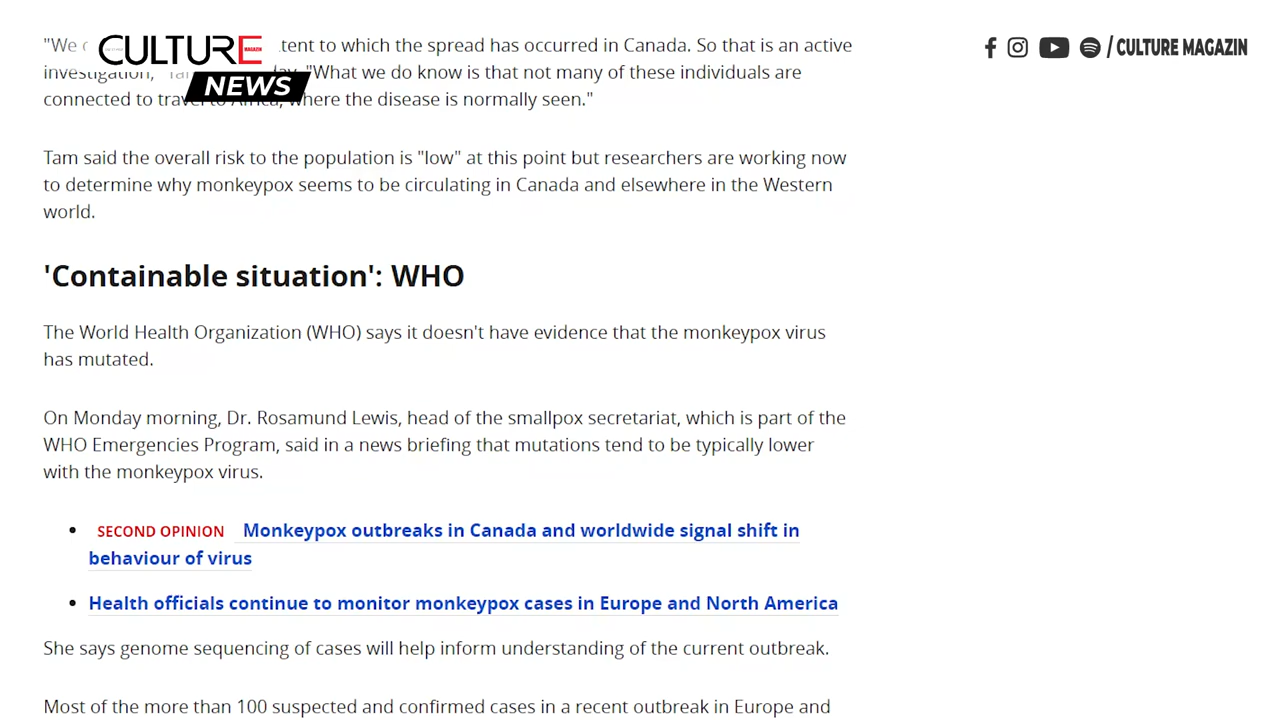 "We
CULTURE
MAGAZIN
NEWS
f / CULTURE MAGAZIN
to which the spread has occurred in Canada. So that is an active
investigation," "What we do know is that not many of these individuals are
connected to travel to Africa, where the disease is normally seen."
Tam said the overall risk to the population is "low" at this point but researchers are working now
to determine why monkeypox seems to be circulating in Canada and elsewhere in the Western
world.
'Containable situation': WHO
The World Health Organization (WHO) says it doesn't have evidence that the monkeypox virus
has mutated.
On Monday morning, Dr. Rosamund Lewis, head of the smallpox secretariat, which is part of the
WHO Emergencies Program, said in a news briefing that mutations tend to be typically lower
with the monkeypox virus.
SECOND OPINION Monkeypox outbreaks in Canada and worldwide signal shift in
behaviour of virus
Health officials continue to monitor monkeypox cases in Europe and North America
She says genome sequencing of cases will help inform understanding of the current outbreak.
Most of the more than 100 suspected and confirmed cases in a recent outbreak in Europe and